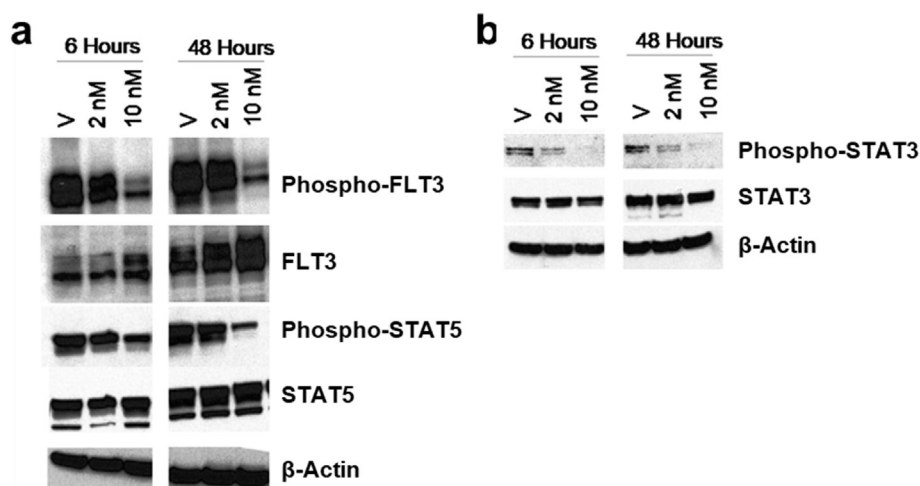 a
6 Hours 48 Hours
V 2 nM 10 nM V 2 nM 10 nM
Phospho-FLT3
FLT3
Phospho-STAT5
STAT5
β-Actin
b
6 Hours 48 Hours
V 2 nM 10 nM V 2 nM 10 nM
Phospho-STAT3
STAT3
β-Actin